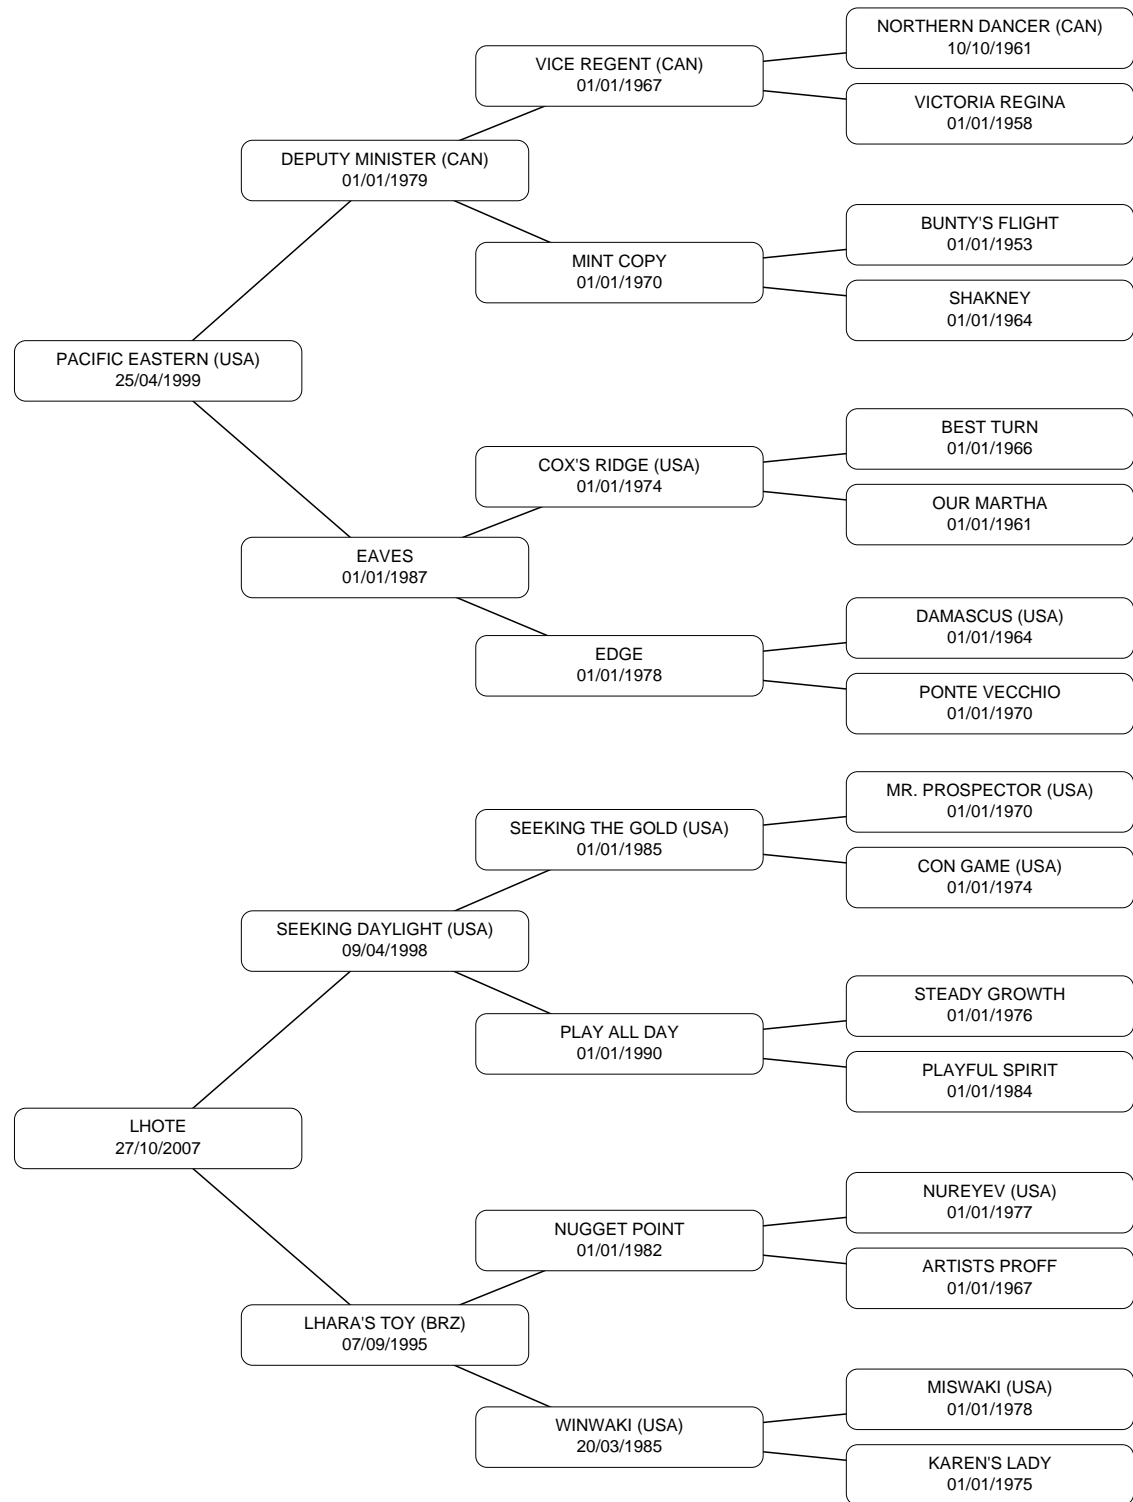 NORTHERN DANCER (CAN)
10/10/1961
VICE REGENT (CAN)
01/01/1967
VICTORIA REGINA
01/01/1958
DEPUTY MINISTER (CAN)
01/01/1979
BUNTY'S FLIGHT
01/01/1953
MINT COPY
01/01/1970
SHAKNEY
01/01/1964
PACIFIC EASTERN (USA)
25/04/1999
BEST TURN
01/01/1966
COX'S RIDGE (USA)
01/01/1974
OUR MARTHA
01/01/1961
EAVES
01/01/1987
DAMASCUS (USA)
01/01/1964
EDGE
01/01/1978
PONTE VECCHIO
01/01/1970
MR. PROSPECTOR (USA)
01/01/1970
SEEKING THE GOLD (USA)
01/01/1985
CON GAME (USA)
01/01/1974
SEEKING DAYLIGHT (USA)
09/04/1998
STEADY GROWTH
01/01/1976
PLAY ALL DAY
01/01/1990
PLAYFUL SPIRIT
01/01/1984
LHOTE
27/10/2007
NUREYEV (USA)
01/01/1977
NUGGET POINT
01/01/1982
ARTISTS PROFF
01/01/1967
LHARA'S TOY (BRZ)
07/09/1995
MISWAKI (USA)
01/01/1978
WINWAKI (USA)
20/03/1985
KAREN'S LADY
01/01/1975